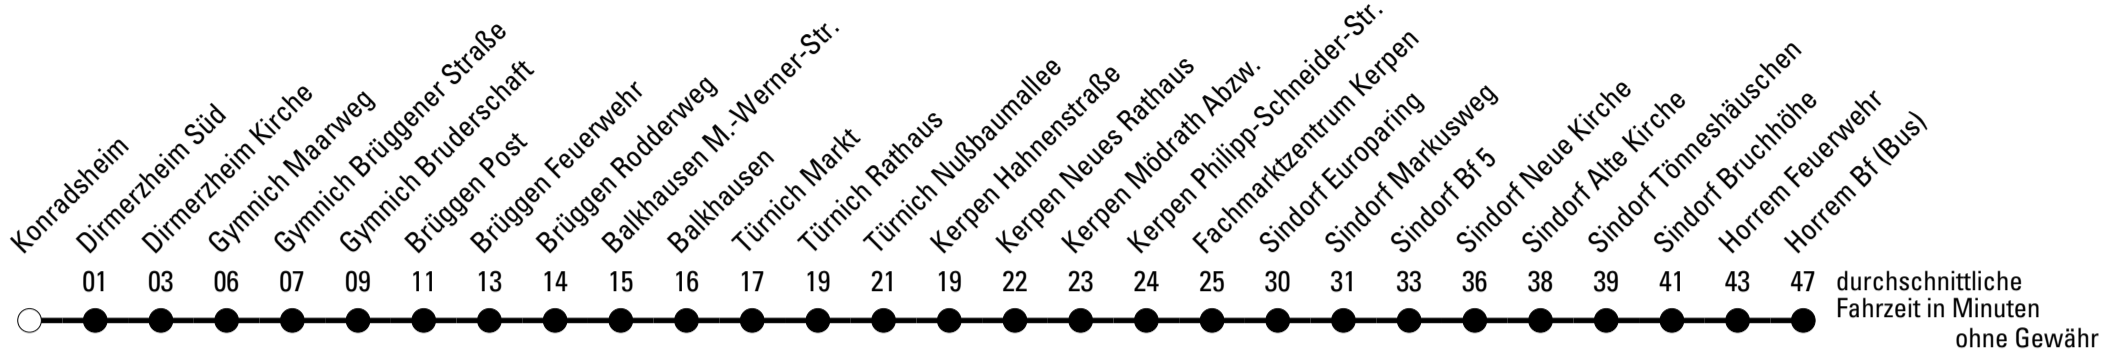 Konradsheim
Dirmerzheim Süd
Dirmerzheim Kirche
Gymnich Maarweg
Gymnich Brüggener Straße
Gymnich Bruderschaft
Brüggen Post
Brüggen Feuerwehr
Brüggen Rodderweg
Balkhausen M.-Werner-Str.
Balkhausen
Türnich Markt
Türnich Rathaus
Türnich Nußbaumallee
Kerpen Hahnenstraße
Kerpen Neues Rathaus
Kerpen Mödrath Abzw.
Kerpen Philipp-Schneider-Str.
Fachmarktzentrum Kerpen
Sindorf Europaring
Sindorf Markusweg
Sindorf Bf 5
Sindorf Neue Kirche
Sindorf Alte Kirche
Sindorf Tönneshäuschen
Sindorf Bruchhöhe
Horrem Feuerwehr
Horrem Bf (Bus)
01 03 06 07 09 11 13 14 15 16 17 19 21 19 22 23 24 25 30 31 33 36 38 39 41 43 47 durchschnittliche
Fahrzeit in Minuten
ohne Gewähr